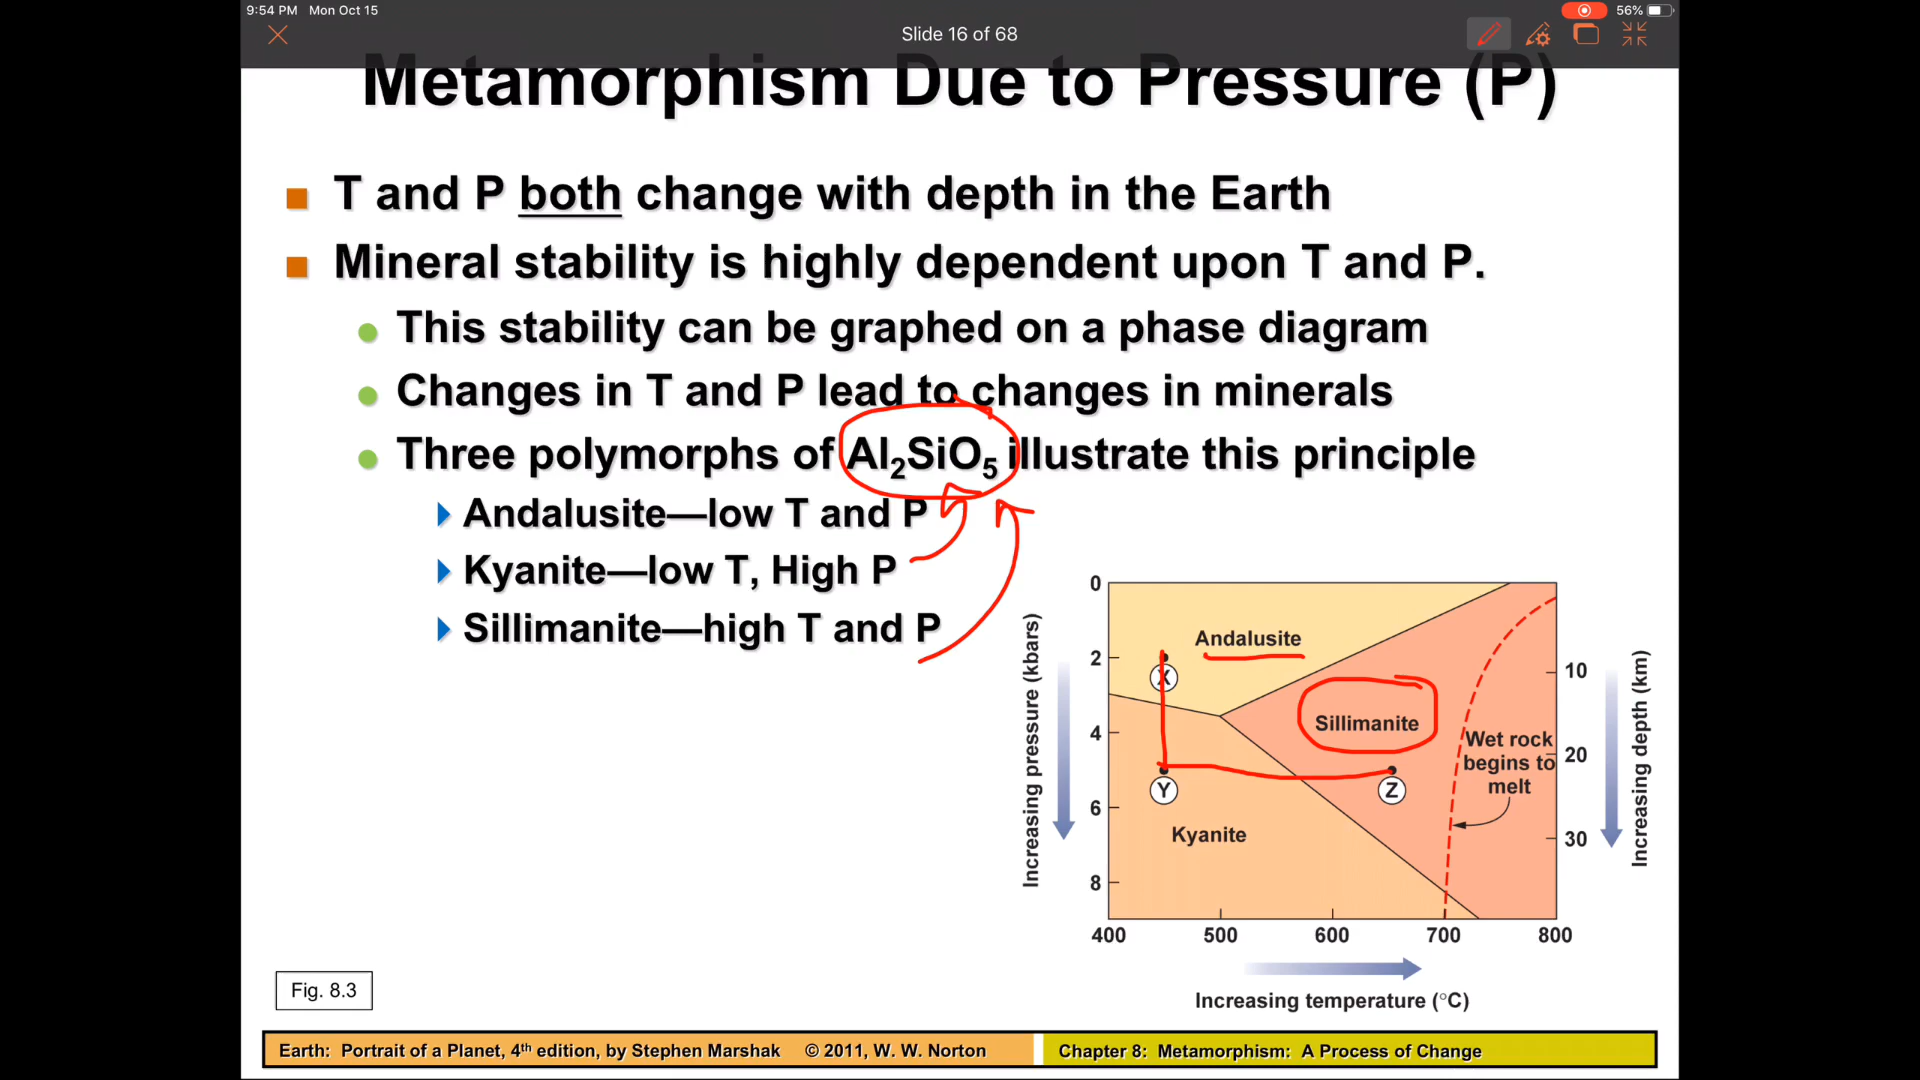 9:54 PM Mon Oct 15
56%
Slide 16 of 68
Metamorphism Due to Pressure (P)
T and P both change with depth in the Earth
Mineral stability is highly dependent upon T and P.
This stability can be graphed on a phase diagram
Changes in T and P lead to changes in minerals
Three polymorphs of Al₂SiO₅ illustrate this principle
Andalusite—low T and P
Kyanite—low T, High P
Sillimanite—high T and P
0
2
4
6
8
Increasing pressure (kbars)
Andalusite
X
Sillimanite
Y
Z
Kyanite
Wet rock
begins to
melt
10
20
30
Increasing depth (km)
400 500 600 700 800
Increasing temperature (°C)
Fig. 8.3
Earth: Portrait of a Planet, 4th edition, by Stephen Marshak © 2011, W. W. Norton
Chapter 8: Metamorphism: A Process of Change